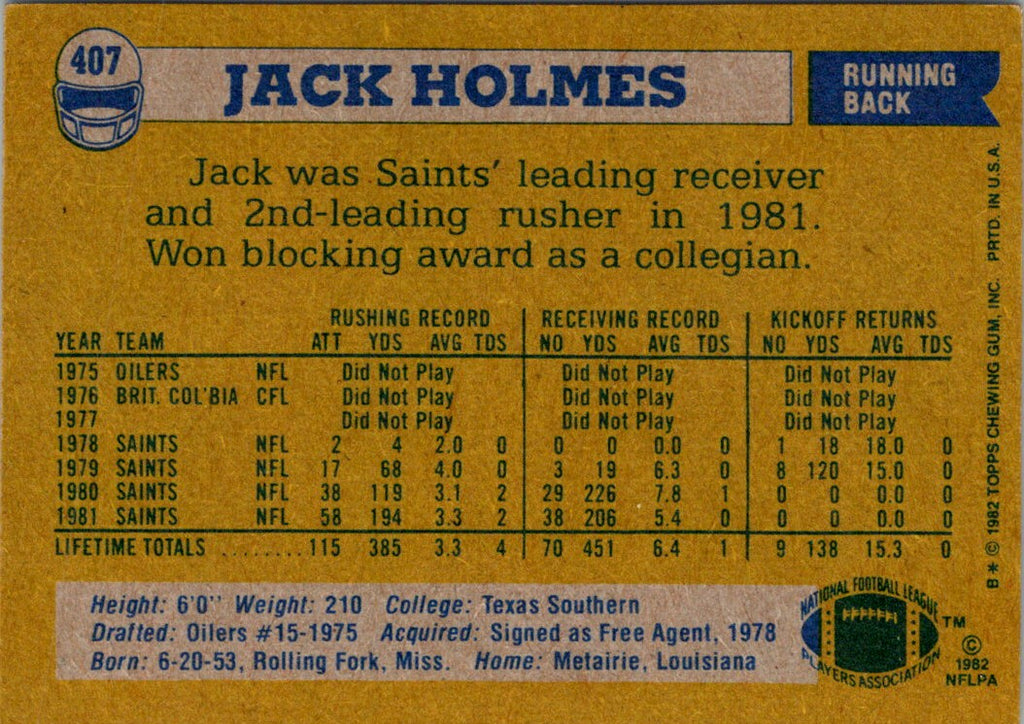 407
JACK HOLMES
RUNNING
BACK
Jack was Saints' leading receiver
and 2nd-leading rusher in 1981.
Won blocking award as a collegian.
RUSHING RECORD RECEIVING RECORD KICKOFF RETURNS
YEAR TEAM ATT YDS AVG TDS NO YDS AVG TDS NO YDS AVG TDS
1975 OILERS NFL Did Not Play Did Not Play Did Not Play
1976 BRIT. COL'BIA CFL Did Not Play Did Not Play Did Not Play
1977 Did Not Play Did Not Play Did Not Play
1978 SAINTS NFL 2 4 2.0 0 0 0 0.0 0 1 18 18.0 0
1979 SAINTS NFL 17 68 4.0 0 3 19 6.3 0 8 120 15.0 0
1980 SAINTS NFL 38 119 3.1 2 29 226 7.8 1 0 0 0.0 0
1981 SAINTS NFL 58 194 3.3 2 38 206 5.4 0 0 0 0.0 0
LIFETIME TOTALS ........115 385 3.3 4 70 451 6.4 1 9 138 15.3 0
Height: 6'0" Weight: 210 College: Texas Southern
Drafted: Oilers #15-1975 Acquired: Signed as Free Agent, 1978
Born: 6-20-53, Rolling Fork, Miss. Home: Metairie, Louisiana
NATIONAL FOOTBALL LEAGUE
PLAYERS ASSOCIATION
TM
©
1982
NFLPA
B* © 1982 TOPPS CHEWING GUM, INC. PRTD. IN U.S.A.